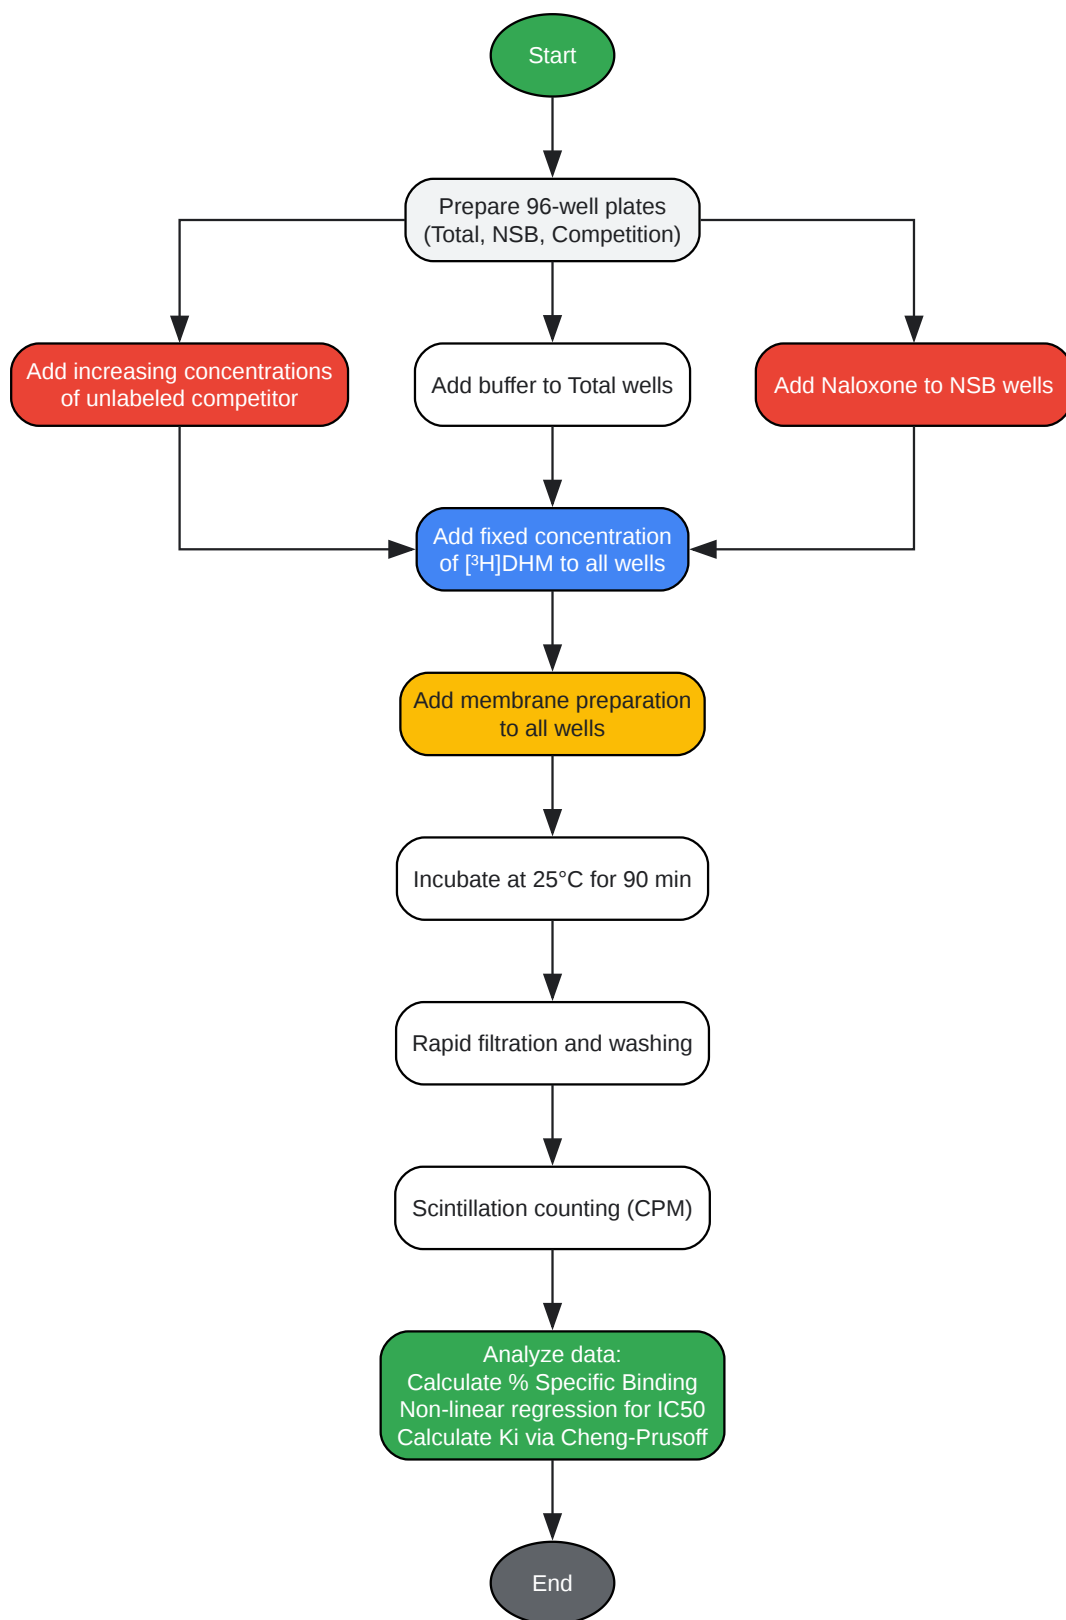 Start
Prepare 96-well plates
(Total, NSB, Competition)
Add increasing concentrations
of unlabeled competitor
Add buffer to Total wells
Add Naloxone to NSB wells
Add fixed concentration
of [³H]DHM to all wells
Add membrane preparation
to all wells
Incubate at 25°C for 90 min
Rapid filtration and washing
Scintillation counting (CPM)
Analyze data:
Calculate % Specific Binding
Non-linear regression for IC50
Calculate Ki via Cheng-Prusoff
End